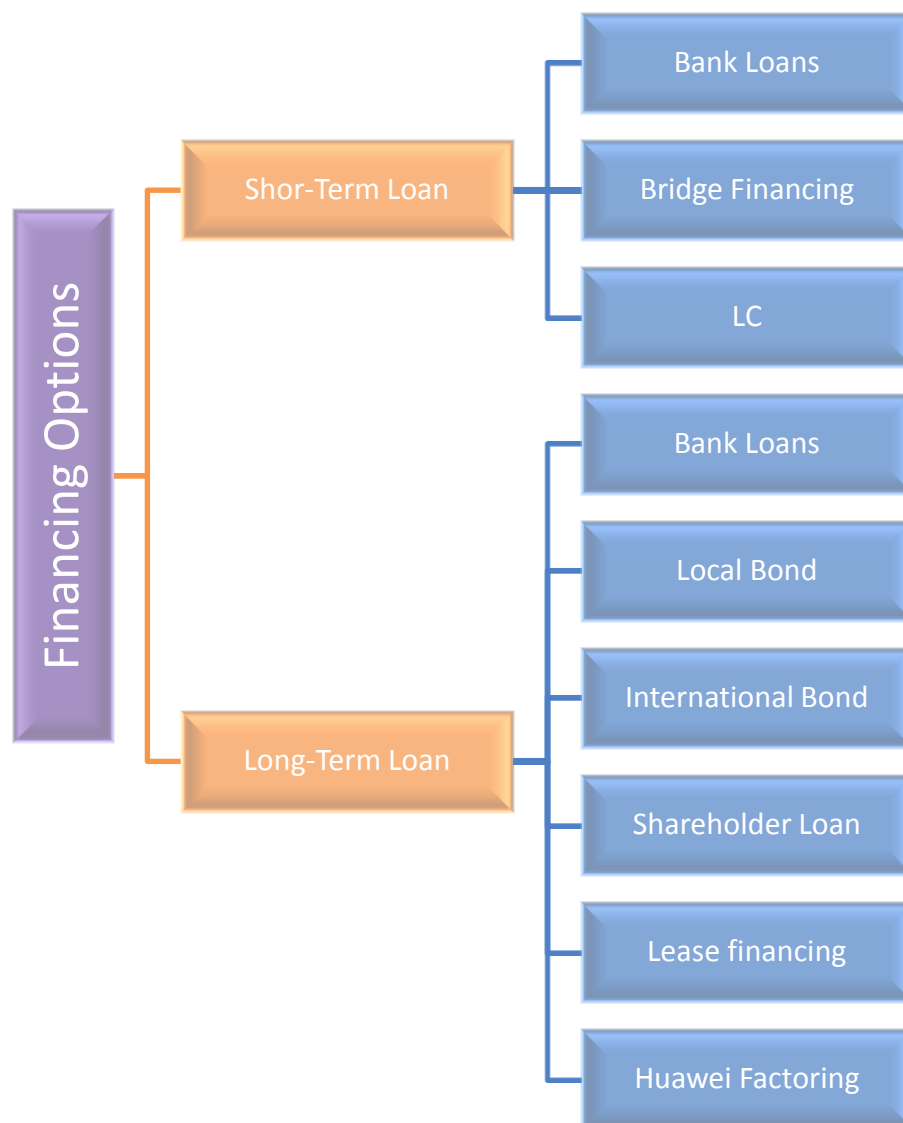 Financing Options
Shor-Term Loan
Bank Loans
Bridge Financing
LC
Long-Term Loan
Bank Loans
Local Bond
International Bond
Shareholder Loan
Lease financing
Huawei Factoring